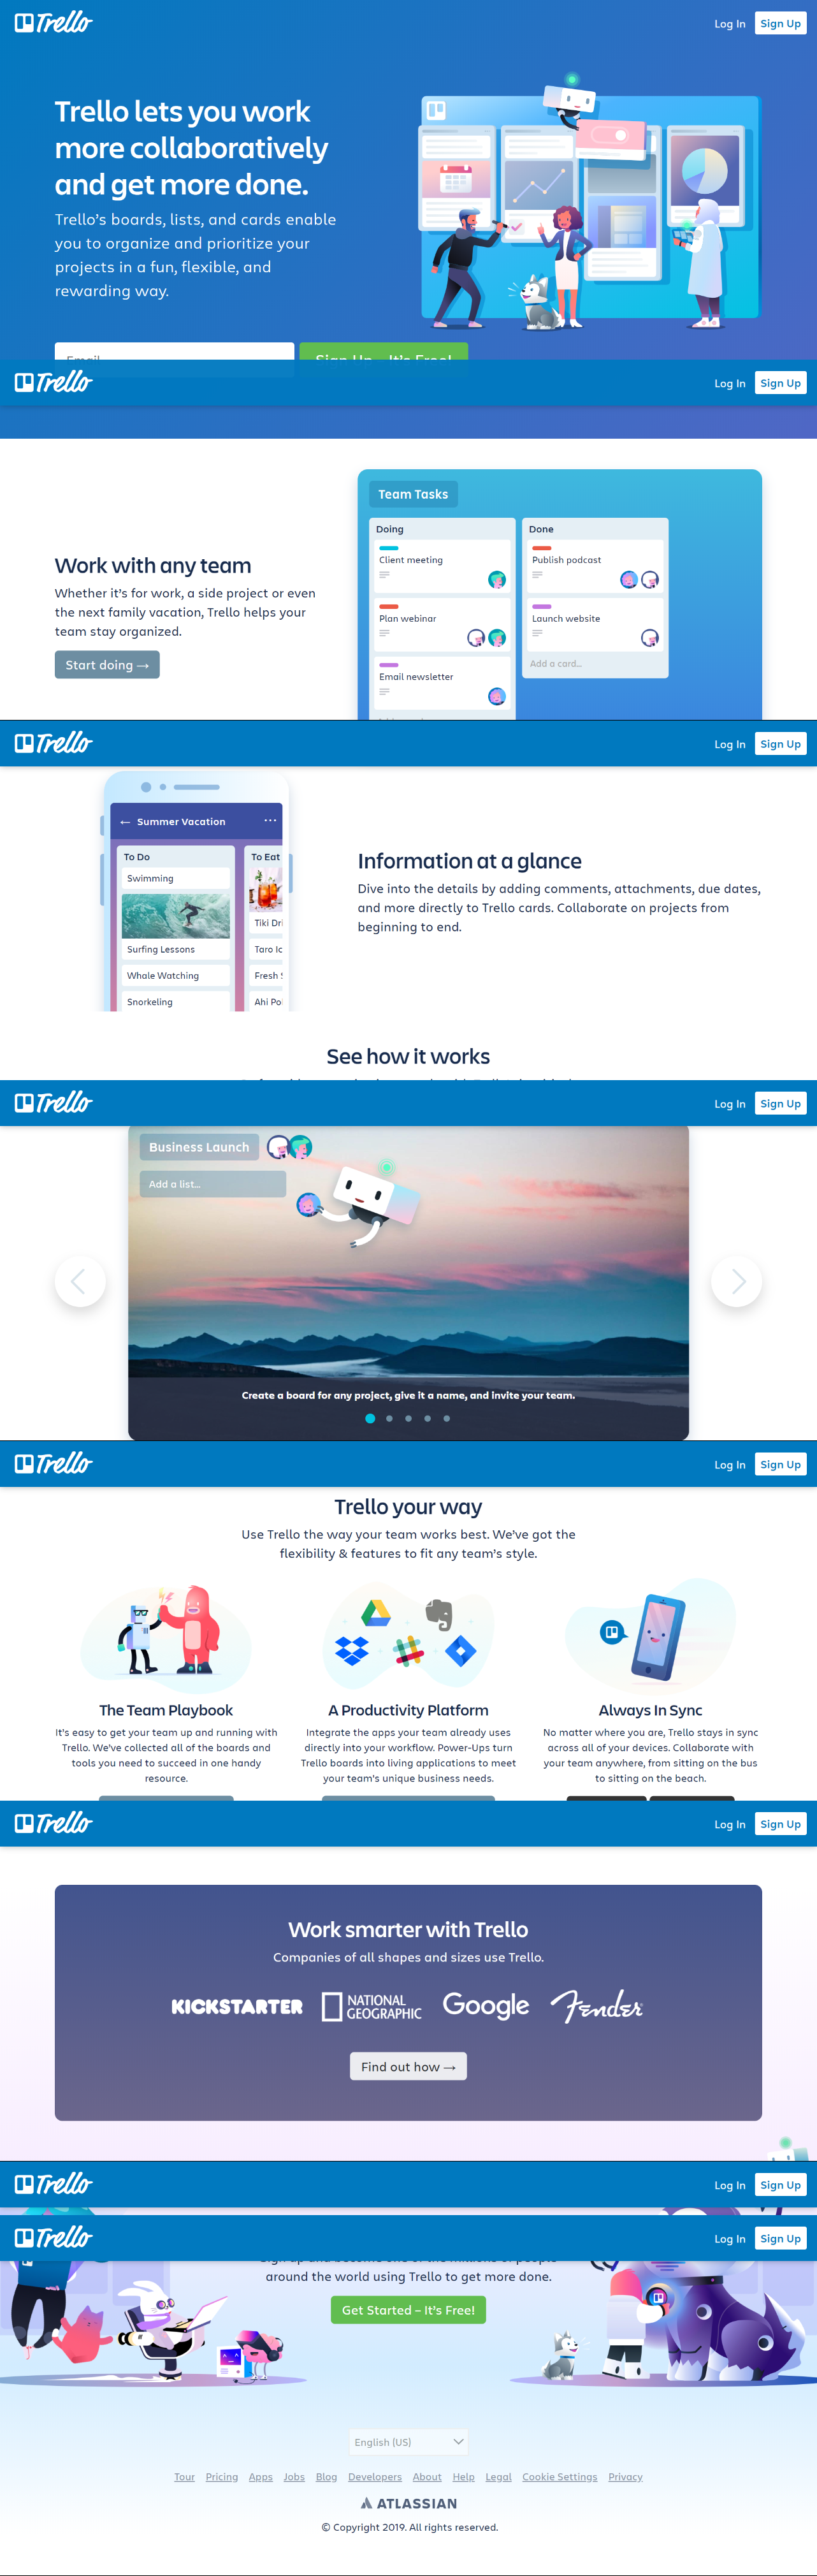 Trello
Log In
Sign Up
Trello lets you work
more collaboratively
and get more done.
Trello's boards, lists, and cards enable
you to organize and prioritize your
projects in a fun, flexible, and
rewarding way.
Email
Sign Up – It's Free!
Trello
Log In
Sign Up
Work with any team
Whether it's for work, a side project or even
the next family vacation, Trello helps your
team stay organized.
Start doing →
Team Tasks
Doing
Client meeting
Plan webinar
Email newsletter
Done
Publish podcast
Launch website
Add a card...
Trello
Log In
Sign Up
← Summer Vacation ...
To Do
Swimming
Surfing Lessons
Whale Watching
Snorkeling
To Eat
Tiki Dri
Taro Ic
Fresh
Ahi Po
Information at a glance
Dive into the details by adding comments, attachments, due dates,
and more directly to Trello cards. Collaborate on projects from
beginning to end.
See how it works
Trello
Log In
Sign Up
Business Launch
Add a list...
Create a board for any project, give it a name, and invite your team.
Trello
Log In
Sign Up
Trello your way
Use Trello the way your team works best. We've got the
flexibility & features to fit any team's style.
The Team Playbook
It's easy to get your team up and running with
Trello. We've collected all of the boards and
tools you need to succeed in one handy
resource.
A Productivity Platform
Integrate the apps your team already uses
directly into your workflow. Power-Ups turn
Trello boards into living applications to meet
your team's unique business needs.
Always In Sync
No matter where you are, Trello stays in sync
across all of your devices. Collaborate with
your team anywhere, from sitting on the bus
to sitting on the beach.
Trello
Log In
Sign Up
Work smarter with Trello
Companies of all shapes and sizes use Trello.
KICKSTARTER
NATIONAL
GEOGRAPHIC
Google
Fender
Find out how →
Trello
Log In
Sign Up
Trello
Log In
Sign Up
Sign up and become one of the millions of people
around the world using Trello to get more done.
Get Started – It's Free!
English (US)
Tour Pricing Apps Jobs Blog Developers About Help Legal Cookie Settings Privacy
ATLASSIAN
© Copyright 2019. All rights reserved.